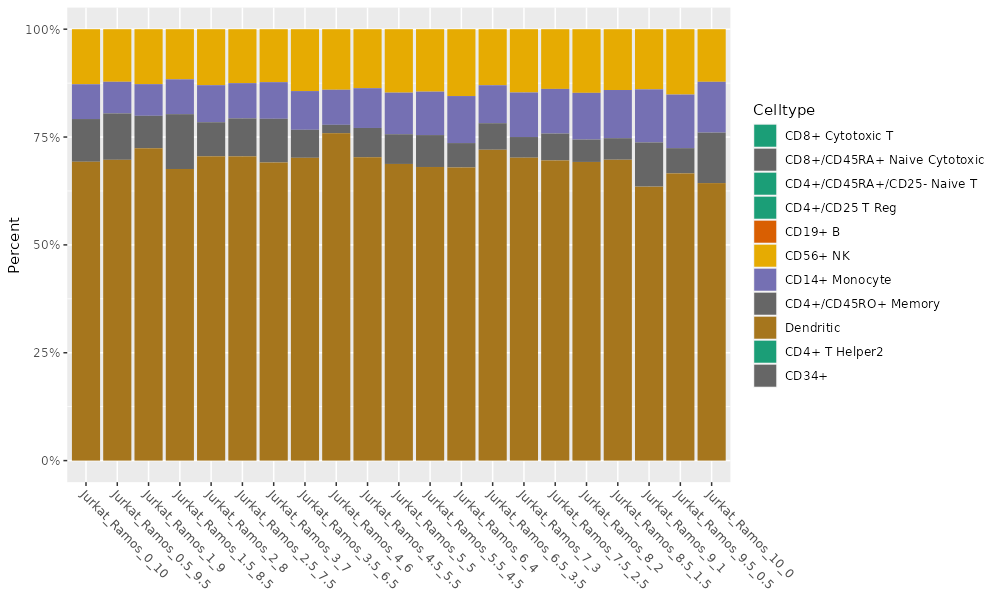 100%
75%
50%
25%
0%
Percent
Jurkat_Ramos_0_10
Jurkat_Ramos_0.5_9.5
Jurkat_Ramos_1_9
Jurkat_Ramos_1.5_8.5
Jurkat_Ramos_2_8
Jurkat_Ramos_2.5_7.5
Jurkat_Ramos_3_7
Jurkat_Ramos_3.5_6.5
Jurkat_Ramos_4_6
Jurkat_Ramos_4.5_5.5
Jurkat_Ramos_5_5
Jurkat_Ramos_5.5_4.5
Jurkat_Ramos_6_4
Jurkat_Ramos_6.5_3.5
Jurkat_Ramos_7_3
Jurkat_Ramos_7.5_2.5
Jurkat_Ramos_8_2
Jurkat_Ramos_8.5_1.5
Jurkat_Ramos_9_1
Jurkat_Ramos_9.5_0.5
Jurkat_Ramos_10_0
Celltype
CD8+ Cytotoxic T
CD8+/CD45RA+ Naive Cytotoxic
CD4+/CD45RA+/CD25- Naive T
CD4+/CD25 T Reg
CD19+ B
CD56+ NK
CD14+ Monocyte
CD4+/CD45RO+ Memory
Dendritic
CD4+ T Helper2
CD34+